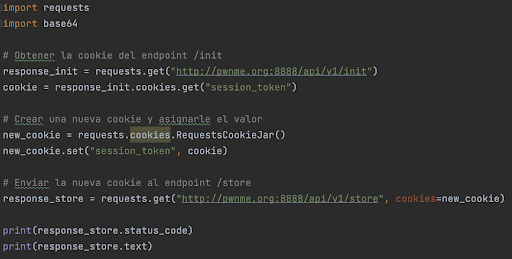 import requests
import base64
# Obtener la cookie del endpoint /init
response_init = requests.get("http://pwnme.org:8888/api/v1/init")
cookie = response_init.cookies.get("session_token")
# Crear una nueva cookie y asignarle el valor
new_cookie = requests.cookies.RequestsCookieJar()
new_cookie.set("session_token", cookie)
# Enviar la nueva cookie al endpoint /store
response_store = requests.get("http://pwnme.org:8888/api/v1/store", cookies=new_cookie)
print(response_store.status_code)
print(response_store.text)